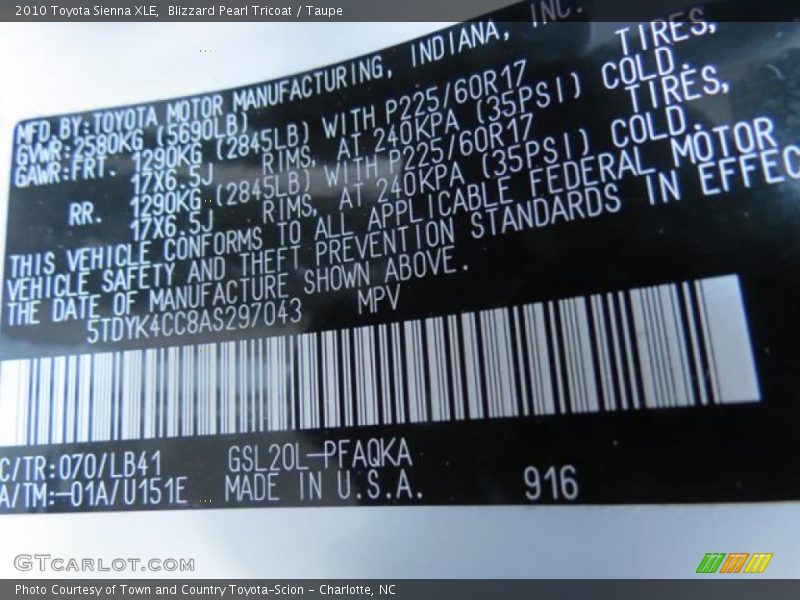 2010 Toyota Sienna XLE,  Blizzard Pearl Tricoat / Taupe
MFD.BY:TOYOTA MOTOR MANUFACTURING, INDIANA, INC.
GVWR:2580KG (5690LB)
GAWR:FRT. 1290KG (2845LB) WITH P225/60R17 TIRES,
17X6.5J RIMS, AT 240KPA (35PSI) COLD.
RR. 1290KG (2845LB) WITH P225/60R17 TIRES,
17X6.5J RIMS, AT 240KPA (35PSI) COLD.
THIS VEHICLE CONFORMS TO ALL APPLICABLE FEDERAL MOTOR
VEHICLE SAFETY AND THEFT PREVENTION STANDARDS IN EFFEC
THE DATE OF MANUFACTURE SHOWN ABOVE.
5TDYK4CC8AS297043 MPV
C/TR:070/LB41 GSL20L-PFAQKA
A/TM:-01A/U151E MADE IN U.S.A. 916
GTCARLOT.COM
Photo Courtesy of Town and Country Toyota-Scion - Charlotte, NC